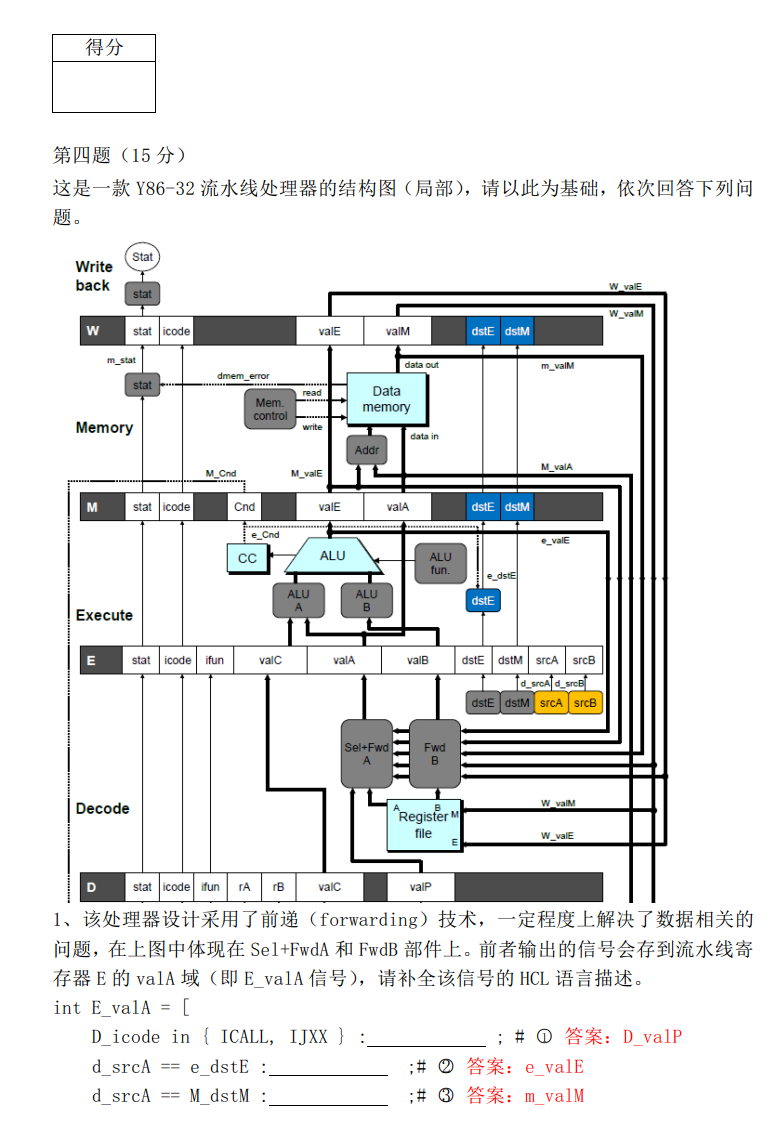 得分
第四题（15 分）
这是一款 Y86-32 流水线处理器的结构图（局部），请以此为基础，依次回答下列问
题。
Write back
Stat
stat
W_valE
W_valM
W stat icode valE valM dstE dstM
m_stat
data out
m_valM
stat
dmem_error
read
Mem. control
write
Data memory
Memory
data in
Addr
M_Cnd
M_valE
M_valA
M stat icode Cnd valE valA dstE dstM
e_Cnd
e_valE
CC
ALU
ALU fun.
e_dstE
ALU A
ALU B
dstE
Execute
E stat icode ifun valC valA valB dstE dstM srcA srcB
d_srcA d_srcB
dstE dstM srcA srcB
Sel+Fwd A
Fwd B
Decode
A B M
Register file
E
W_valM
W_valE
D stat icode ifun rA rB valC valP
1、该处理器设计采用了前递（forwarding）技术，一定程度上解决了数据相关的
问题，在上图中体现在 Sel+FwdA 和 FwdB 部件上。前者输出的信号会存到流水线寄
存器 E 的 valA 域（即 E_valA 信号），请补全该信号的 HCL 语言描述。
int E_valA = [
D_icode in { ICALL, IJXX } :____________ ; # ① 答案：D_valP
d_srcA == e_dstE :____________ ;# ② 答案：e_valE
d_srcA == M_dstM :____________ ;# ③ 答案：m_valM